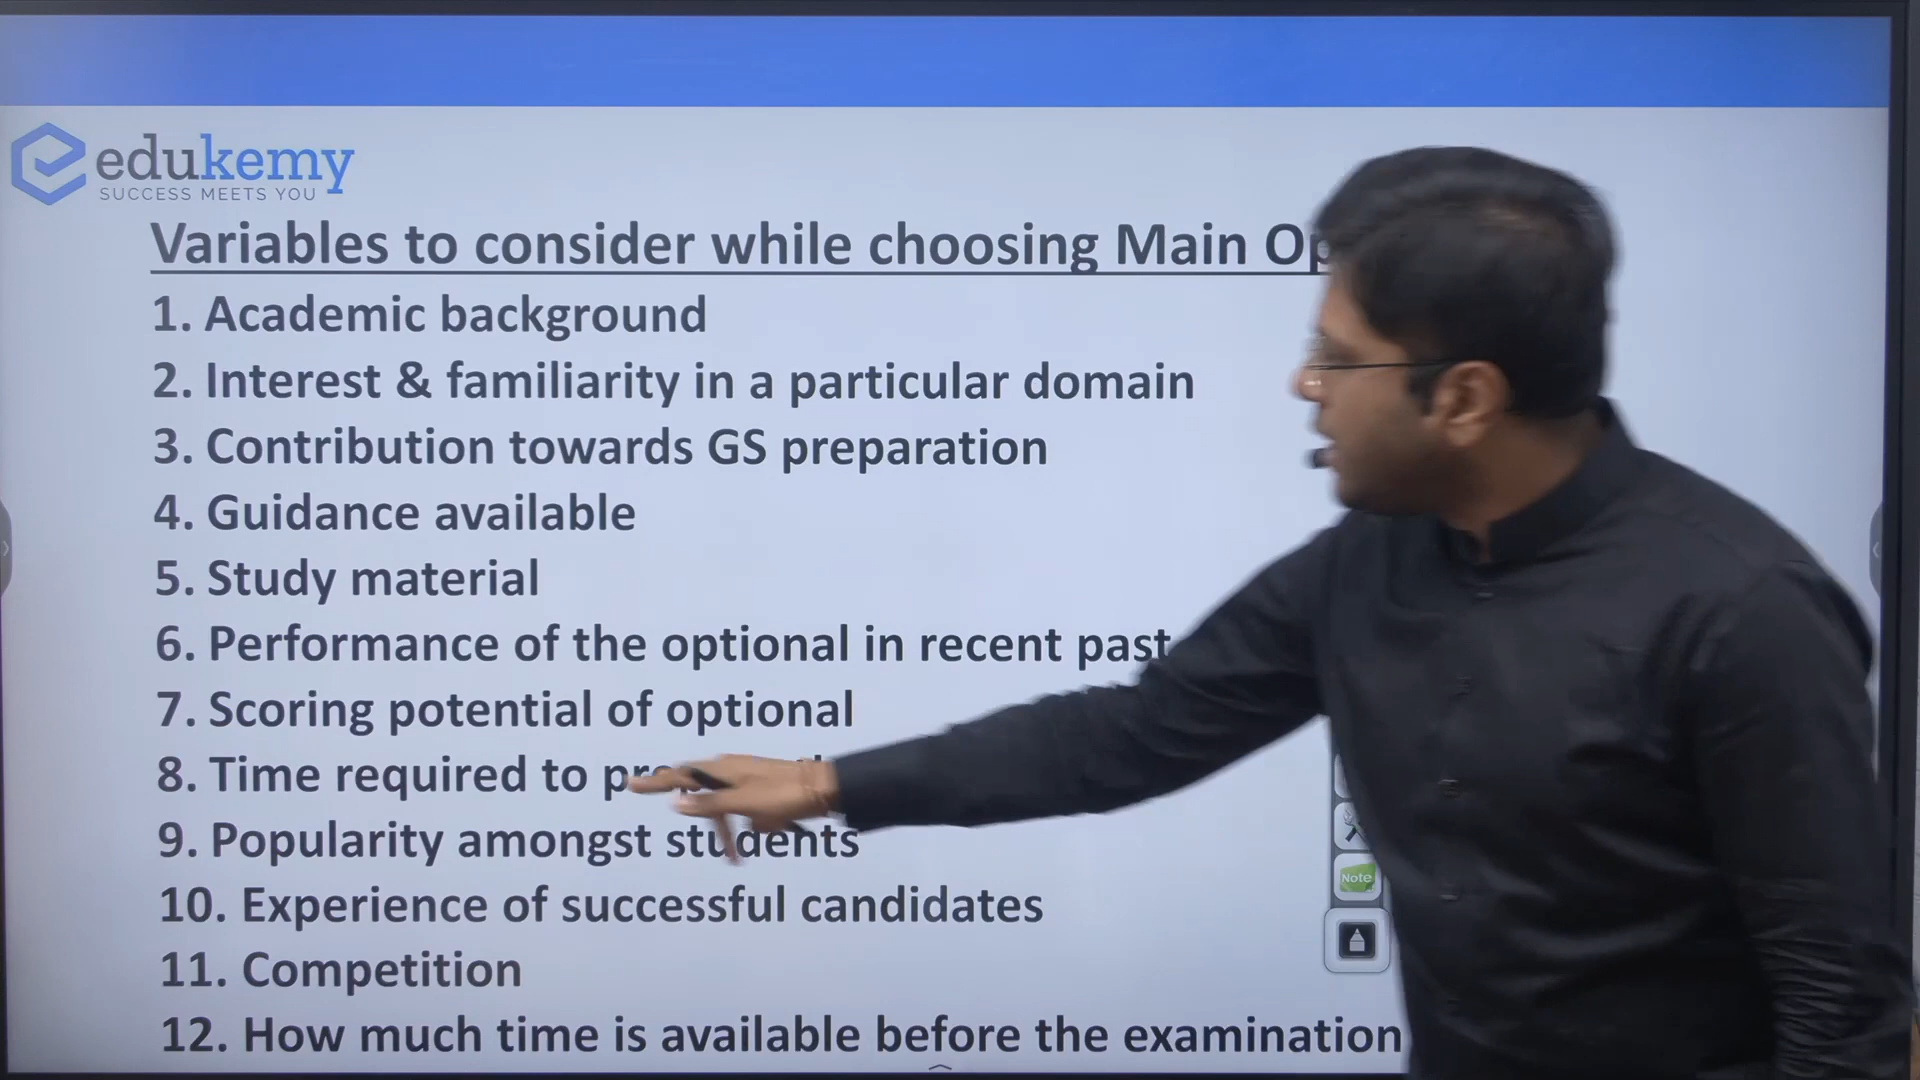 edukemy
SUCCESS MEETS YOU
Variables to consider while choosing Main
1. Academic background
2. Interest & familiarity in a particular domain
3. Contribution towards GS preparation
4. Guidance available
5. Study material
6. Performance of the optional in recent past
7. Scoring potential of optional
8. Time required to
9. Popularity amongst students
10. Experience of successful candidates
11. Competition
12. How much time is available before the examination
Note